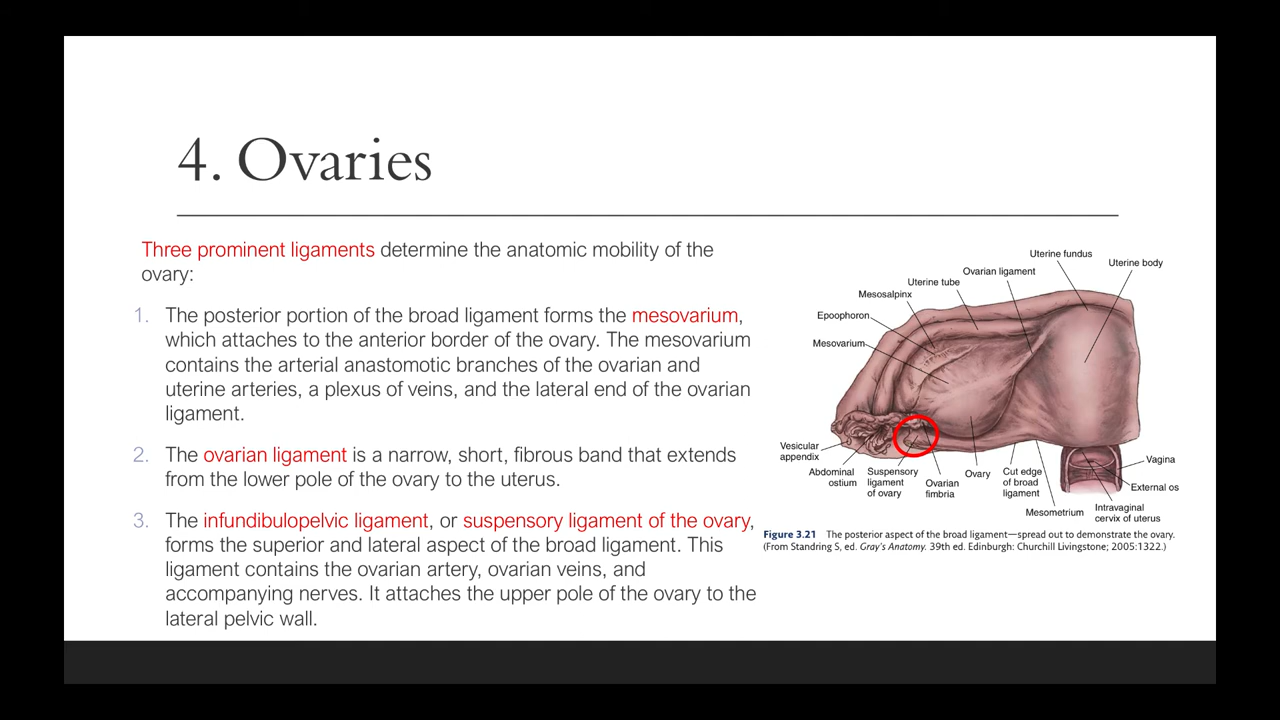 4. Ovaries
Three prominent ligaments determine the anatomic mobility of the
ovary:
1. The posterior portion of the broad ligament forms the mesovarium,
which attaches to the anterior border of the ovary. The mesovarium
contains the arterial anastomotic branches of the ovarian and
uterine arteries, a plexus of veins, and the lateral end of the ovarian
ligament.
2. The ovarian ligament is a narrow, short, fibrous band that extends
from the lower pole of the ovary to the uterus.
3. The infundibulopelvic ligament, or suspensory ligament of the ovary,
forms the superior and lateral aspect of the broad ligament. This
ligament contains the ovarian artery, ovarian veins, and
accompanying nerves. It attaches the upper pole of the ovary to the
lateral pelvic wall.
Uterine fundus
Uterine body
Ovarian ligament
Uterine tube
Mesosalpinx
Epoophoron
Mesovarium
Vesicular
appendix
Abdominal
ostium
Suspensory
ligament
of ovary
Ovarian
fimbria
Ovary
Cut edge
of broad
ligament
Mesometrium
Vagina
External os
Intravaginal
cervix of uterus
Figure 3.21 The posterior aspect of the broad ligament—spread out to demonstrate the ovary.
(From Standring S, ed. Gray's Anatomy. 39th ed. Edinburgh: Churchill Livingstone; 2005:1322.)